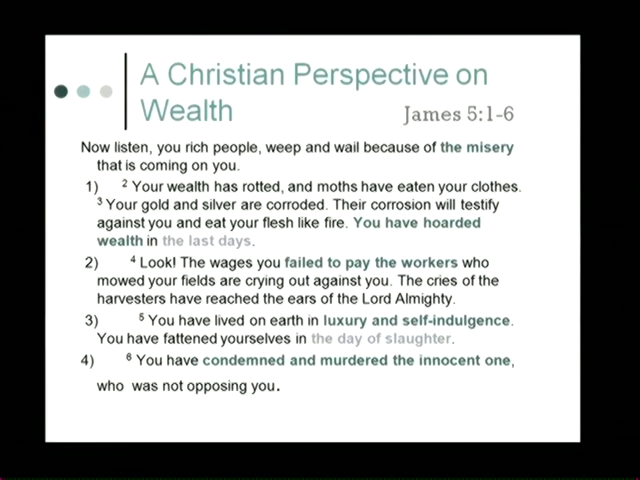 A Christian Perspective on
Wealth James 5:1-6
Now listen, you rich people, weep and wail because of the misery
that is coming on you.
1) 2 Your wealth has rotted, and moths have eaten your clothes.
3 Your gold and silver are corroded. Their corrosion will testify
against you and eat your flesh like fire. You have hoarded
wealth in the last days.
2) 4 Look! The wages you failed to pay the workers who
mowed your fields are crying out against you. The cries of the
harvesters have reached the ears of the Lord Almighty.
3) 5 You have lived on earth in luxury and self-indulgence.
You have fattened yourselves in the day of slaughter.
4) 6 You have condemned and murdered the innocent one,
who was not opposing you.